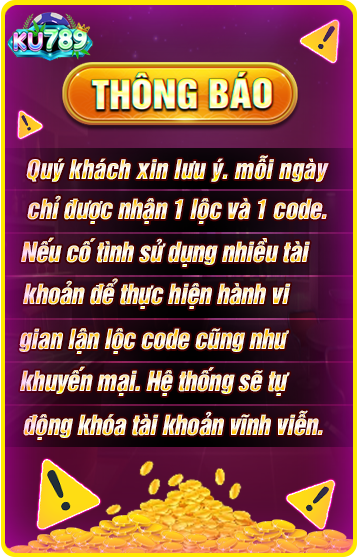 KU789
THÔNG BÁO
Quý khách xin lưu ý. mỗi ngày
chỉ được nhận 1 lộc và 1 code.
Nếu cố tình sử dụng nhiều tài
khoản để thực hiện hành vi
gian lận lộc code cũng như
khuyến mại. Hệ thống sẽ tự
động khóa tài khoản vĩnh viễn.